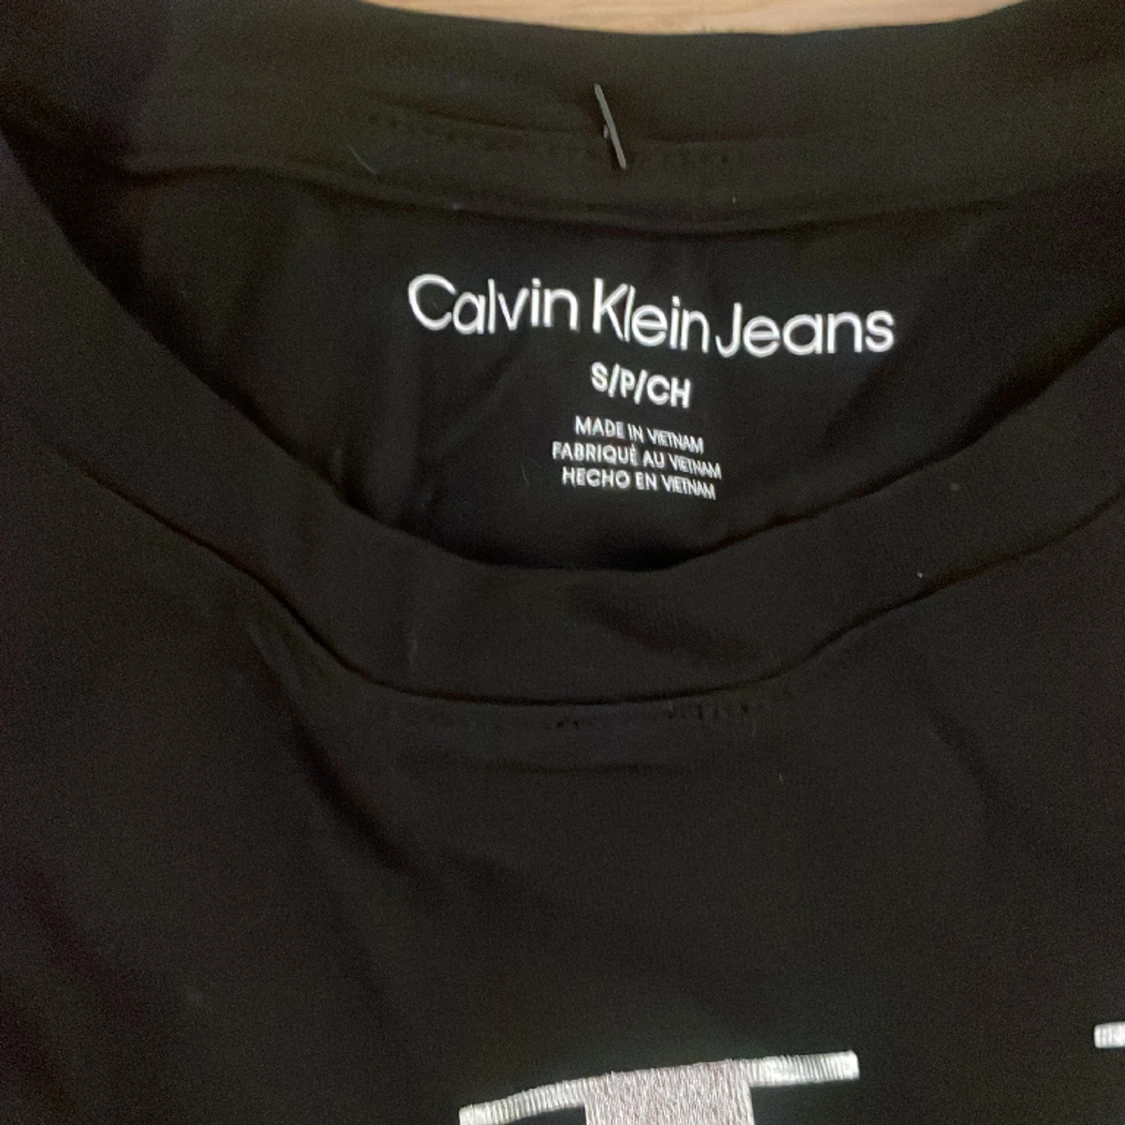 Calvin Klein Jeans
S/P/CH
MADE IN VIETNAM
FABRIQUÉ AU VIETNAM
HECHO EN VIETNAM